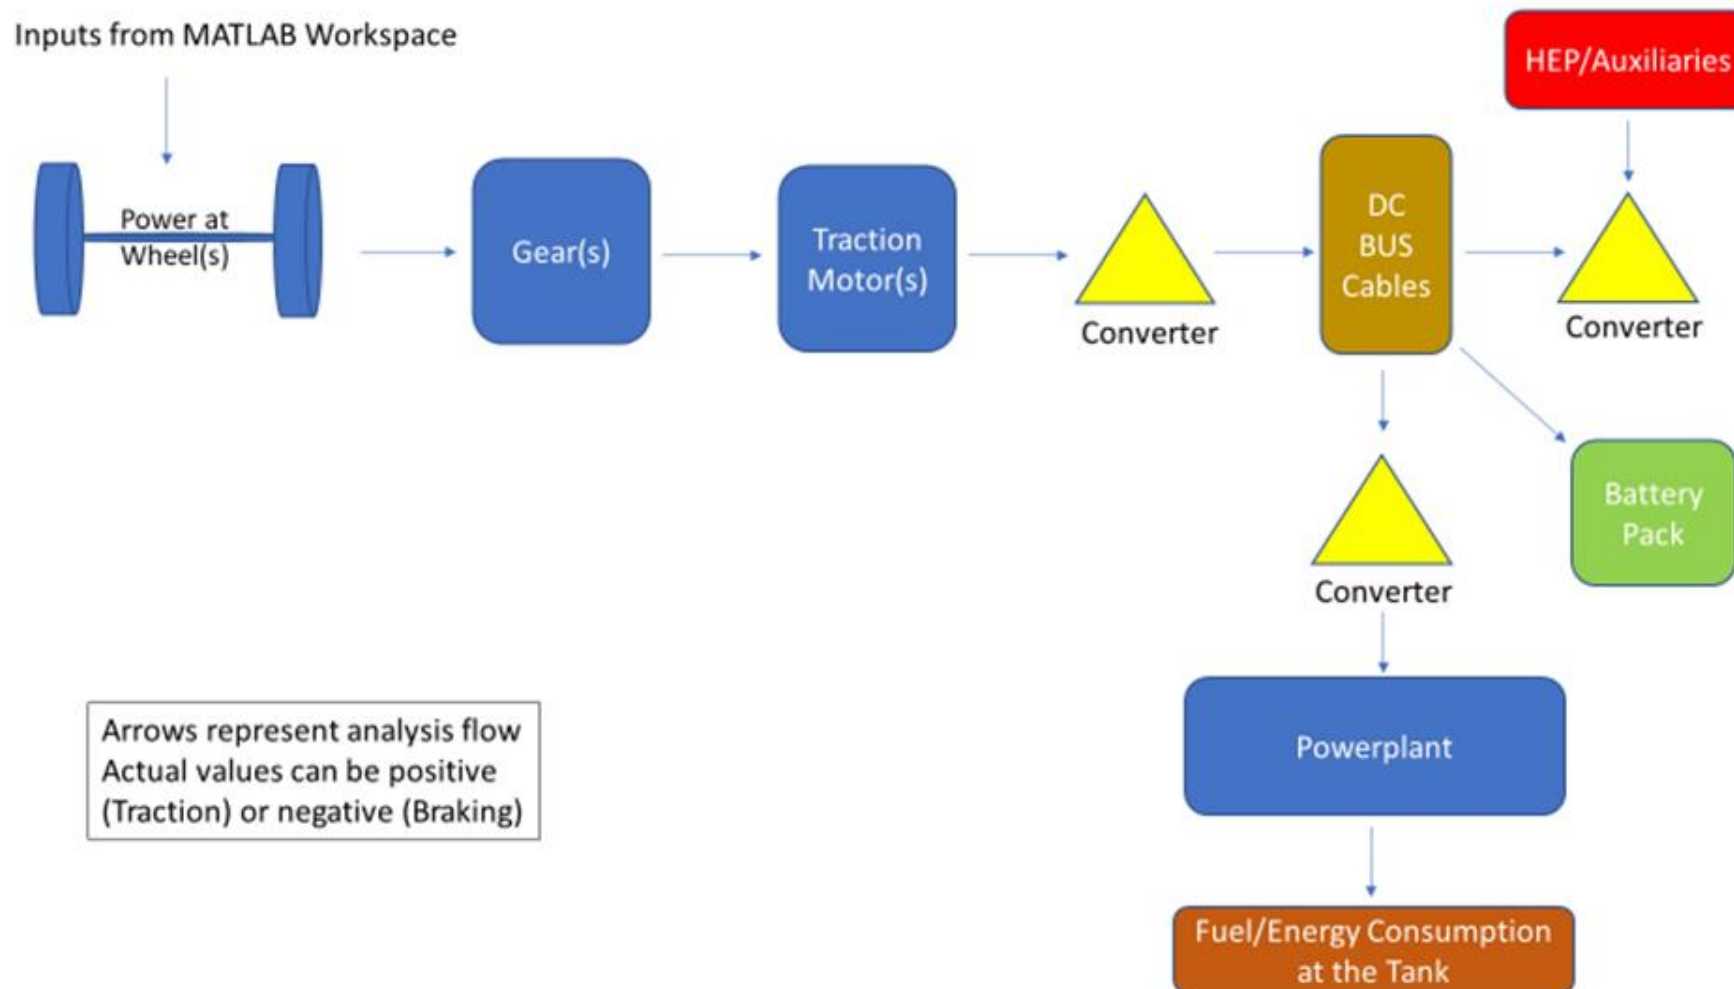 Inputs from MATLAB Workspace
HEP/Auxiliaries
Power at
Wheel(s)
Gear(s)
Traction
Motor(s)
Converter
DC
BUS
Cables
Converter
Battery
Pack
Converter
Powerplant
Arrows represent analysis flow
Actual values can be positive
(Traction) or negative (Braking)
Fuel/Energy Consumption
at the Tank